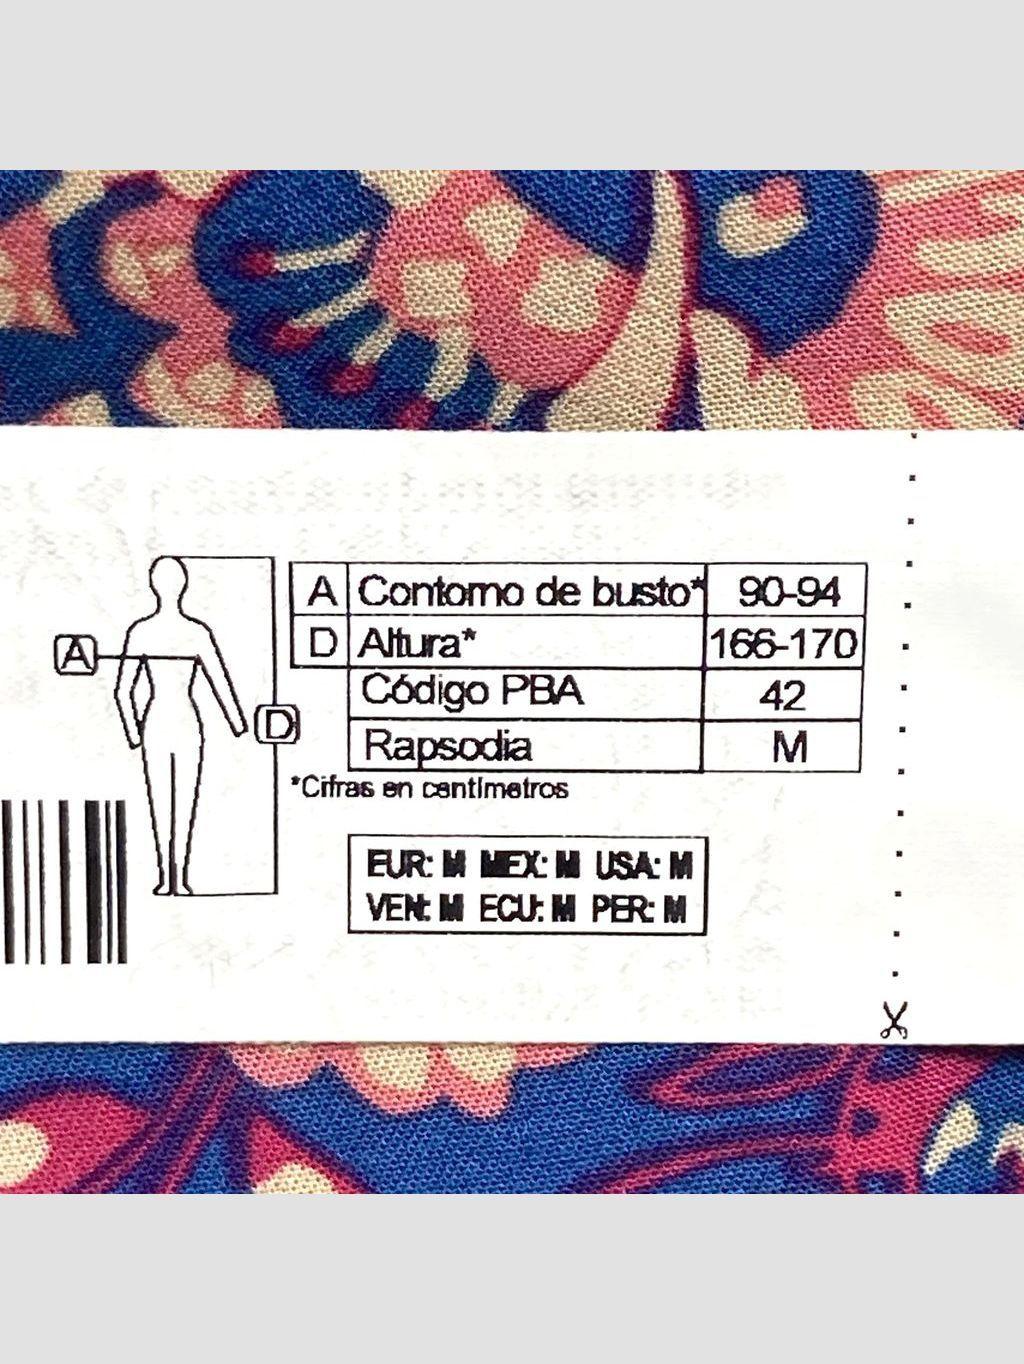 A Contorno de busto* 90-94
A
D Altura* 166-170
Código PBA 42
D
Rapsodia M
*Cifras en centímetros
EUR: M MEX: M USA: M
VEN: M ECU: M PER: M